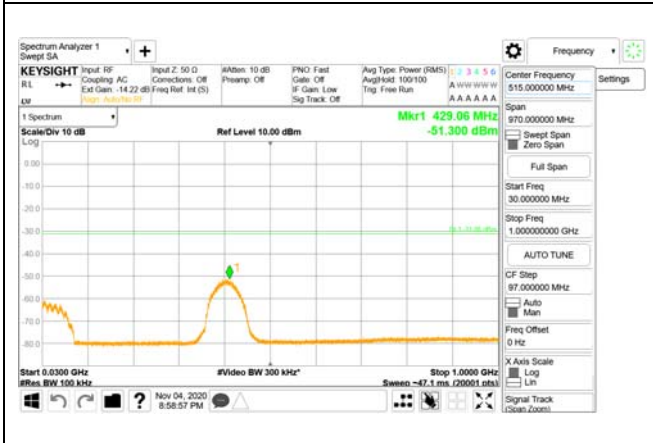 Spectrum Analyzer 1
Swept SA
+
Frequency
KEYSIGHT
Input: RF
Coupling: AC
Ext Gain: -14.22 dB
Align: Auto/No RF
Input Z: 50 Ω
Corrections: Off
Freq Ref: Int (S)
#Atten: 10 dB
Preamp: Off
PNO: Fast
Gate: Off
IF Gain: Low
Sig Track: Off
Avg Type: Power (RMS)
Avg|Hold: 100/100
Trig: Free Run
1 2 3 4 5 6
A W W W W W
A A A A A A
RL
1 Spectrum
Scale/Div 10 dB
Log
Ref Level 10.00 dBm
Mkr1 429.06 MHz
-51.300 dBm
0.00
-10.0
-20.0
-30.0
-40.0
-50.0
-60.0
-70.0
-80.0
1
Start 0.0300 GHz
#Res BW 100 kHz
#Video BW 300 kHz*
Stop 1.0000 GHz
Sweep ~47.1 ms (20001 pts)
Nov 04, 2020
8:58:57 PM
?
Center Frequency
515.000000 MHz
Settings
Span
970.000000 MHz
Swept Span
Zero Span
Full Span
Start Freq
30.000000 MHz
Stop Freq
1.000000000 GHz
AUTO TUNE
CF Step
97.000000 MHz
Auto
Man
Freq Offset
0 Hz
X Axis Scale
Log
Lin
Signal Track
(Span Zoom)